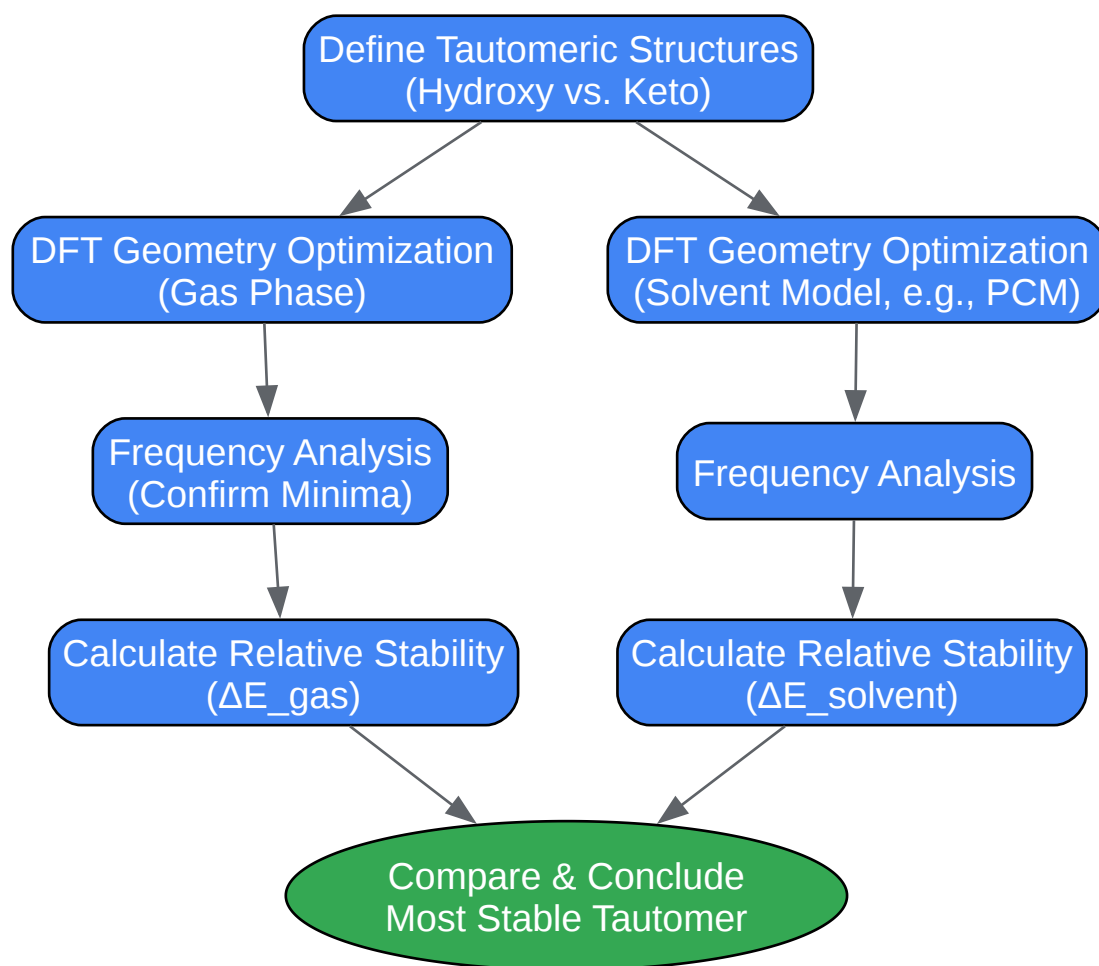 Define Tautomeric Structures
(Hydroxy vs. Keto)
DFT Geometry Optimization
(Gas Phase)
DFT Geometry Optimization
(Solvent Model, e.g., PCM)
Frequency Analysis
(Confirm Minima)
Frequency Analysis
Calculate Relative Stability
(ΔE_gas)
Calculate Relative Stability
(ΔE_solvent)
Compare & Conclude
Most Stable Tautomer